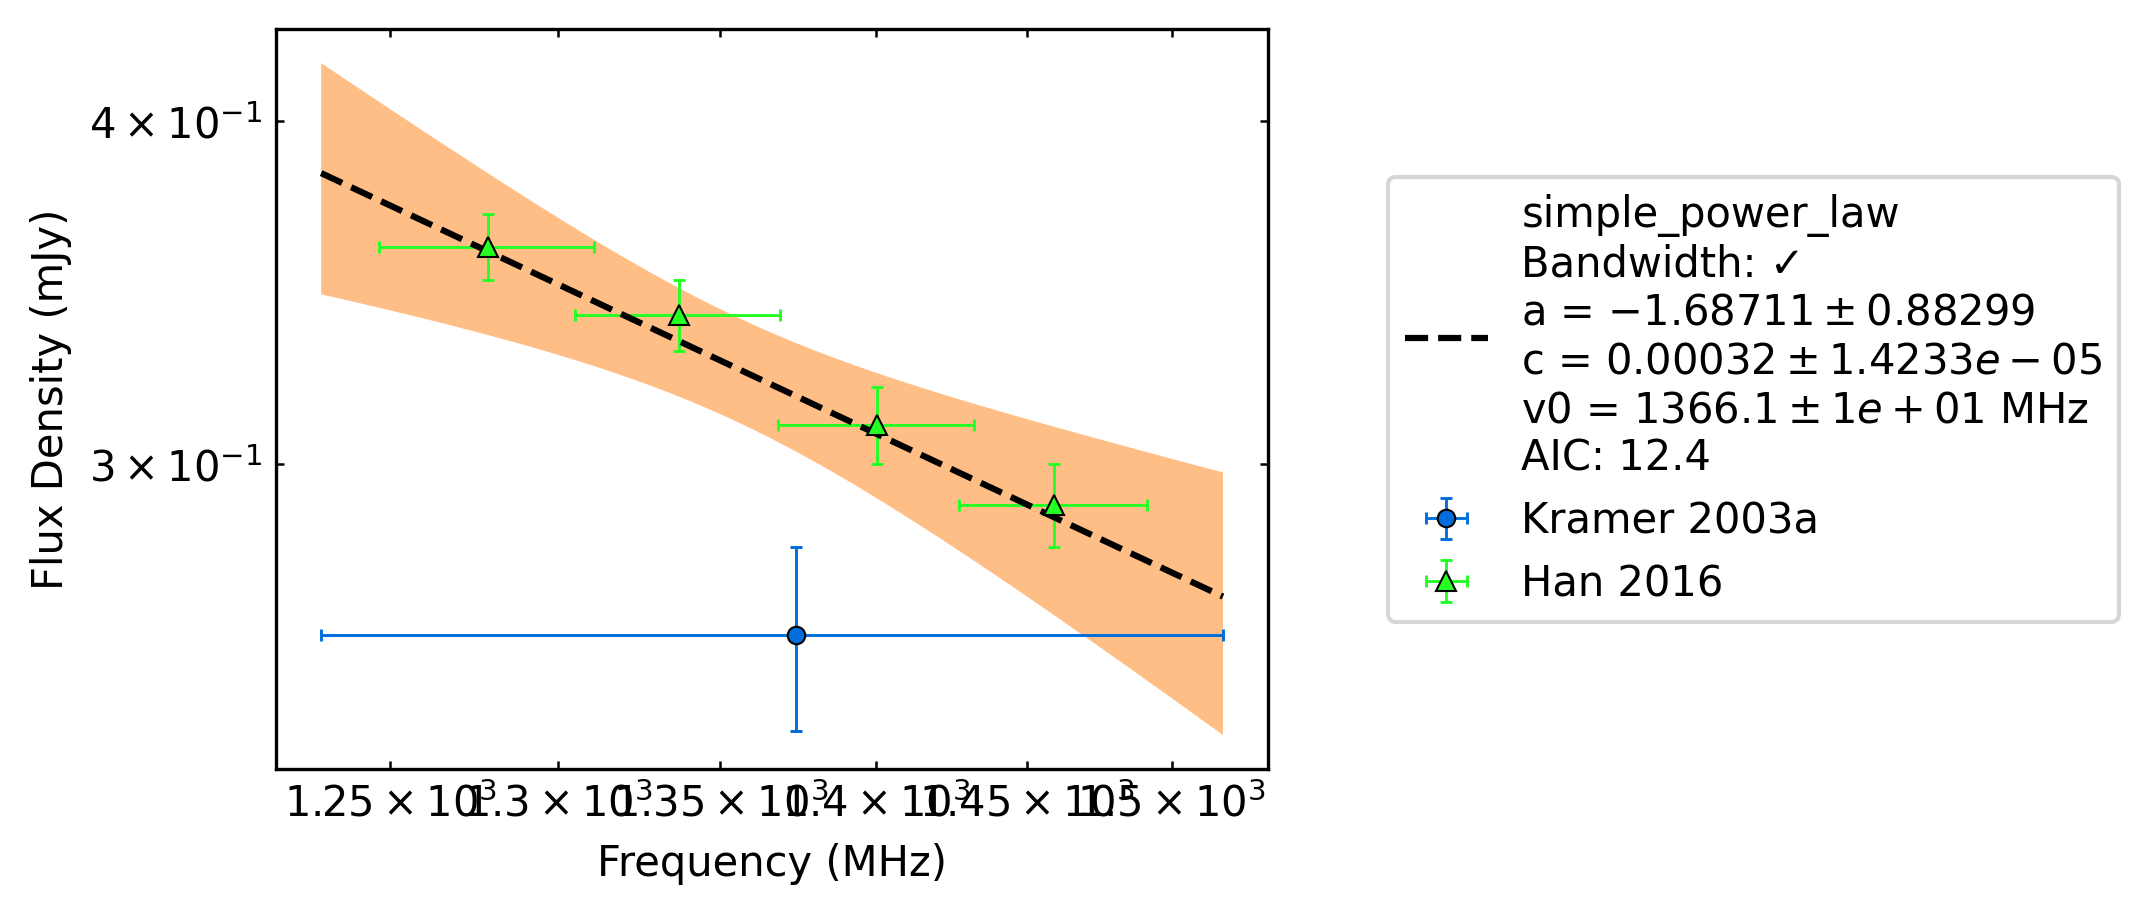 4 × 10⁻¹
3 × 10⁻¹
Flux Density (mJy)
1.25 × 10³ 1.3 × 10³ 1.35 × 10³ 1.4 × 10³ 1.45 × 10³ 1.5 × 10³
Frequency (MHz)
simple_power_law
Bandwidth: ✓
a = −1.68711 ± 0.88299
c = 0.00032 ± 1.4233e − 05
v0 = 1366.1 ± 1e + 01 MHz
AIC: 12.4
Kramer 2003a
Han 2016